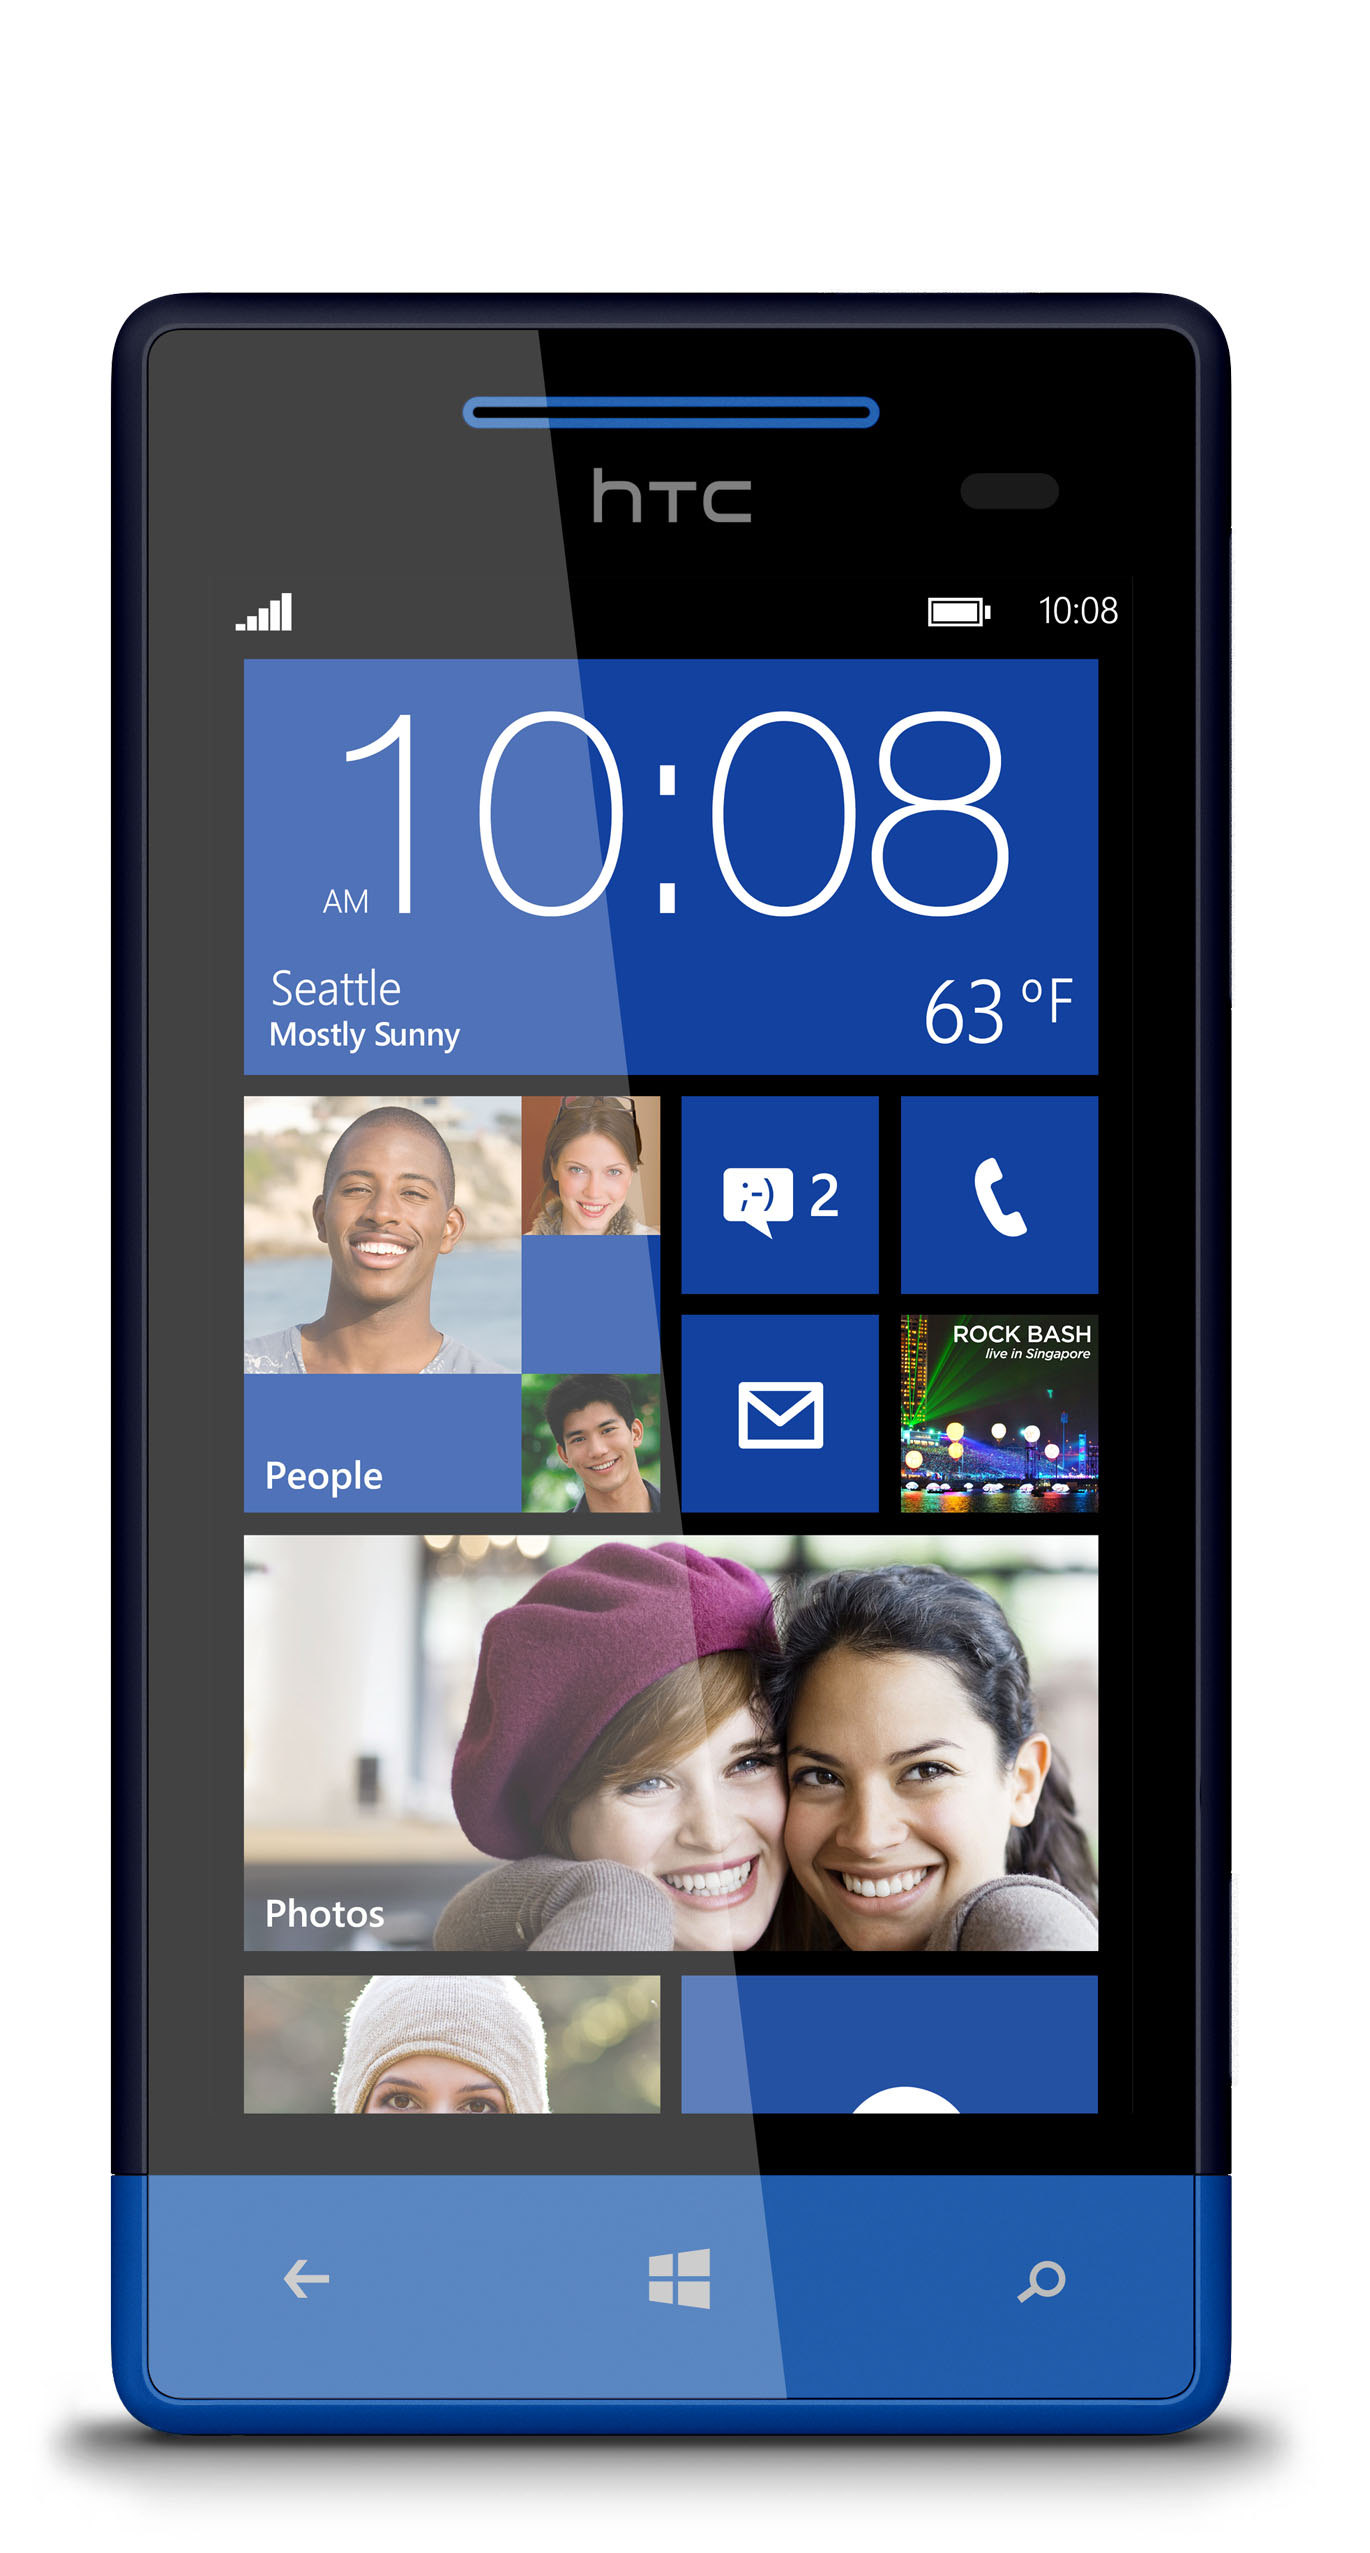 htc
10:08
10:08
AM
Seattle
Mostly Sunny
63 °F
;-) 2
ROCK BASH
live in Singapore
People
Photos